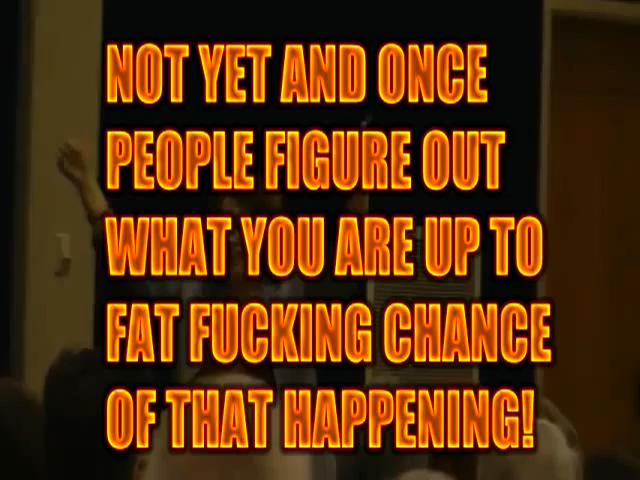 NOT YET AND ONCE
PEOPLE FIGURE OUT
WHAT YOU ARE UP TO
FAT FUCKING CHANCE
OF THAT HAPPENING!